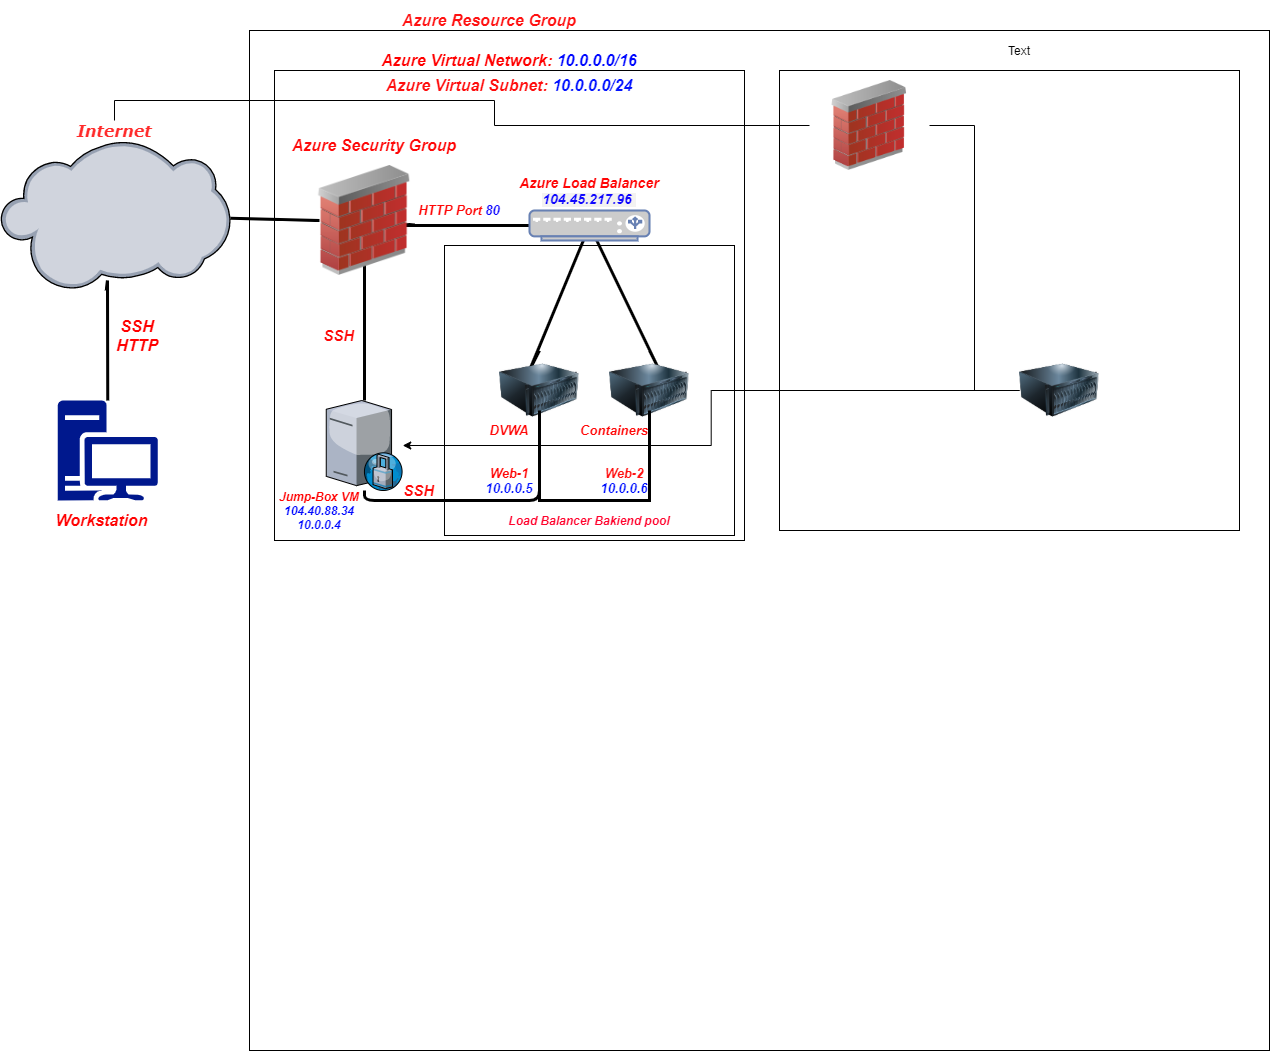 Azure Resource Group
Text
Azure Virtual Network: 10.0.0.0/16
Azure Virtual Subnet: 10.0.0.0/24
Internet
Azure Security Group
Azure Load Balancer
104.45.217.96
HTTP Port 80
SSH
HTTP
SSH
DVWA
Containers
Web-1
10.0.0.5
Web-2
10.0.0.6
SSH
Jump-Box VM
104.40.88.34
10.0.0.4
Workstation
Load Balancer Bakiend pool